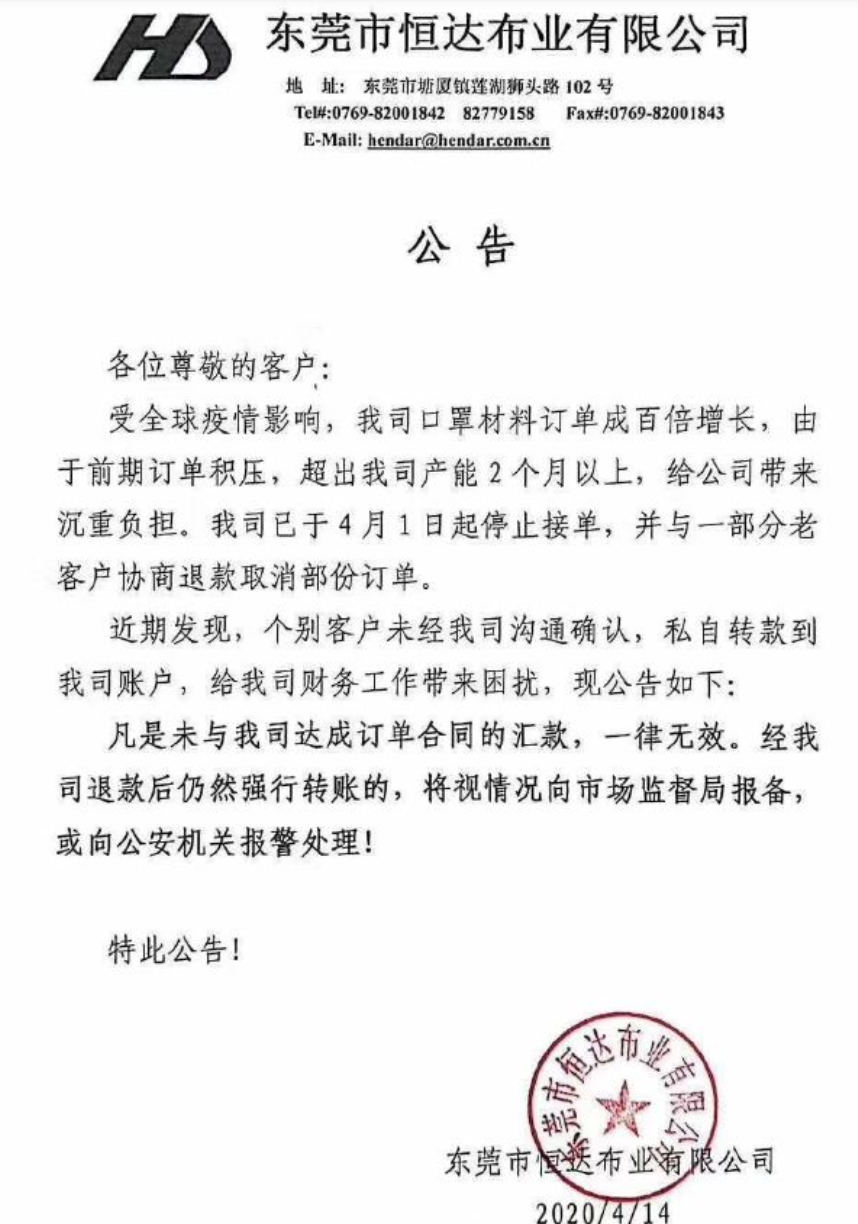 HD
东莞市恒达布业有限公司
地 址： 东莞市塘厦镇莲湖狮头路 102 号
Tel#:0769-82001842 82779158 Fax#:0769-82001843
E-Mail: hendar@hendar.com.cn
公 告
各位尊敬的客户：
受全球疫情影响，我司口罩材料订单成百倍增长，由
于前期订单积压，超出我司产能 2 个月以上，给公司带来
沉重负担。我司已于 4 月 1 日起停止接单，并与一部分老
客户协商退款取消部份订单。
近期发现，个别客户未经我司沟通确认，私自转款到
我司账户，给我司财务工作带来困扰，现公告如下：
凡是未与我司达成订单合同的汇款，一律无效。经我
司退款后仍然强行转账的，将视情况向市场监督局报备，
或向公安机关报警处理！
特此公告！
东莞市恒达布业有限公司
东莞市恒达布业有限公司
2020/4/14